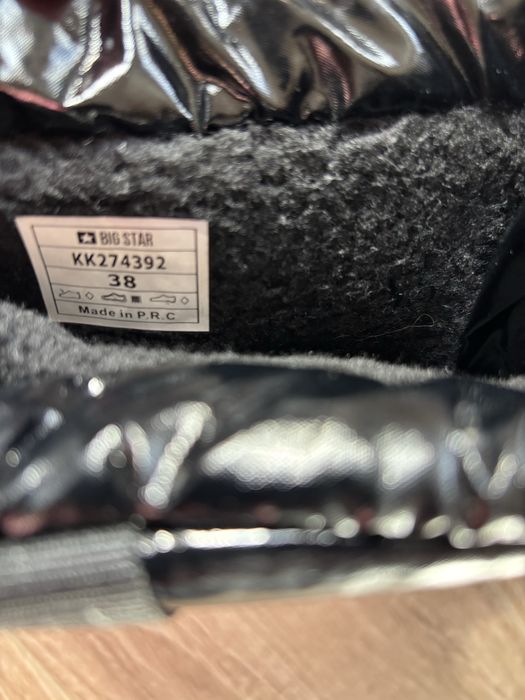 BIG STAR
KK274392
38
Made in P.R.C